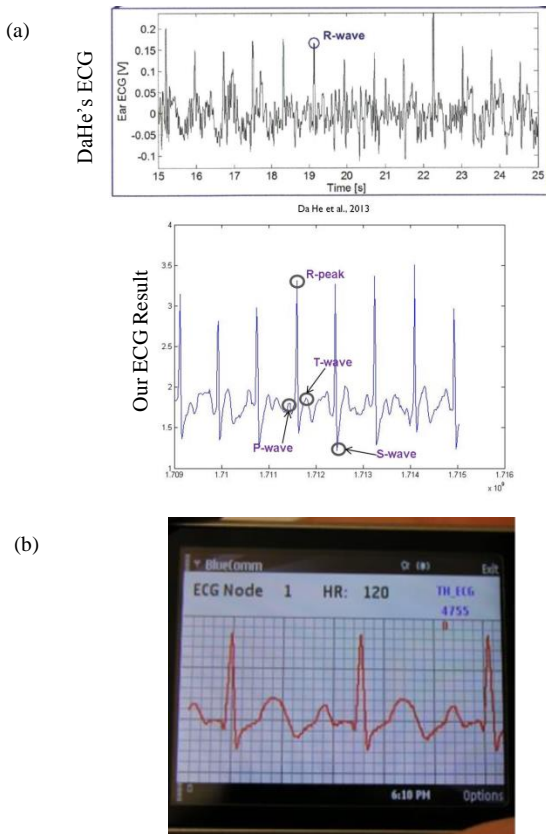 (a)
DaHe's ECG
Ear ECG [V]
0.2
0.15
0.1
0.05
0
-0.05
-0.1
R-wave
15 16 17 18 19 20 21 22 23 24 25
Time [s]
Da He et al., 2013
Our ECG Result
4
3.5
3
2.5
2
1.5
1
R-peak
T-wave
P-wave
S-wave
1.709 1.71 1.711 1.712 1.713 1.714 1.715 1.716
x 10⁹
(b)
BlueComm Exit
ECG Node 1 HR: 120 TH_ECG
4755
6:10 PM Options